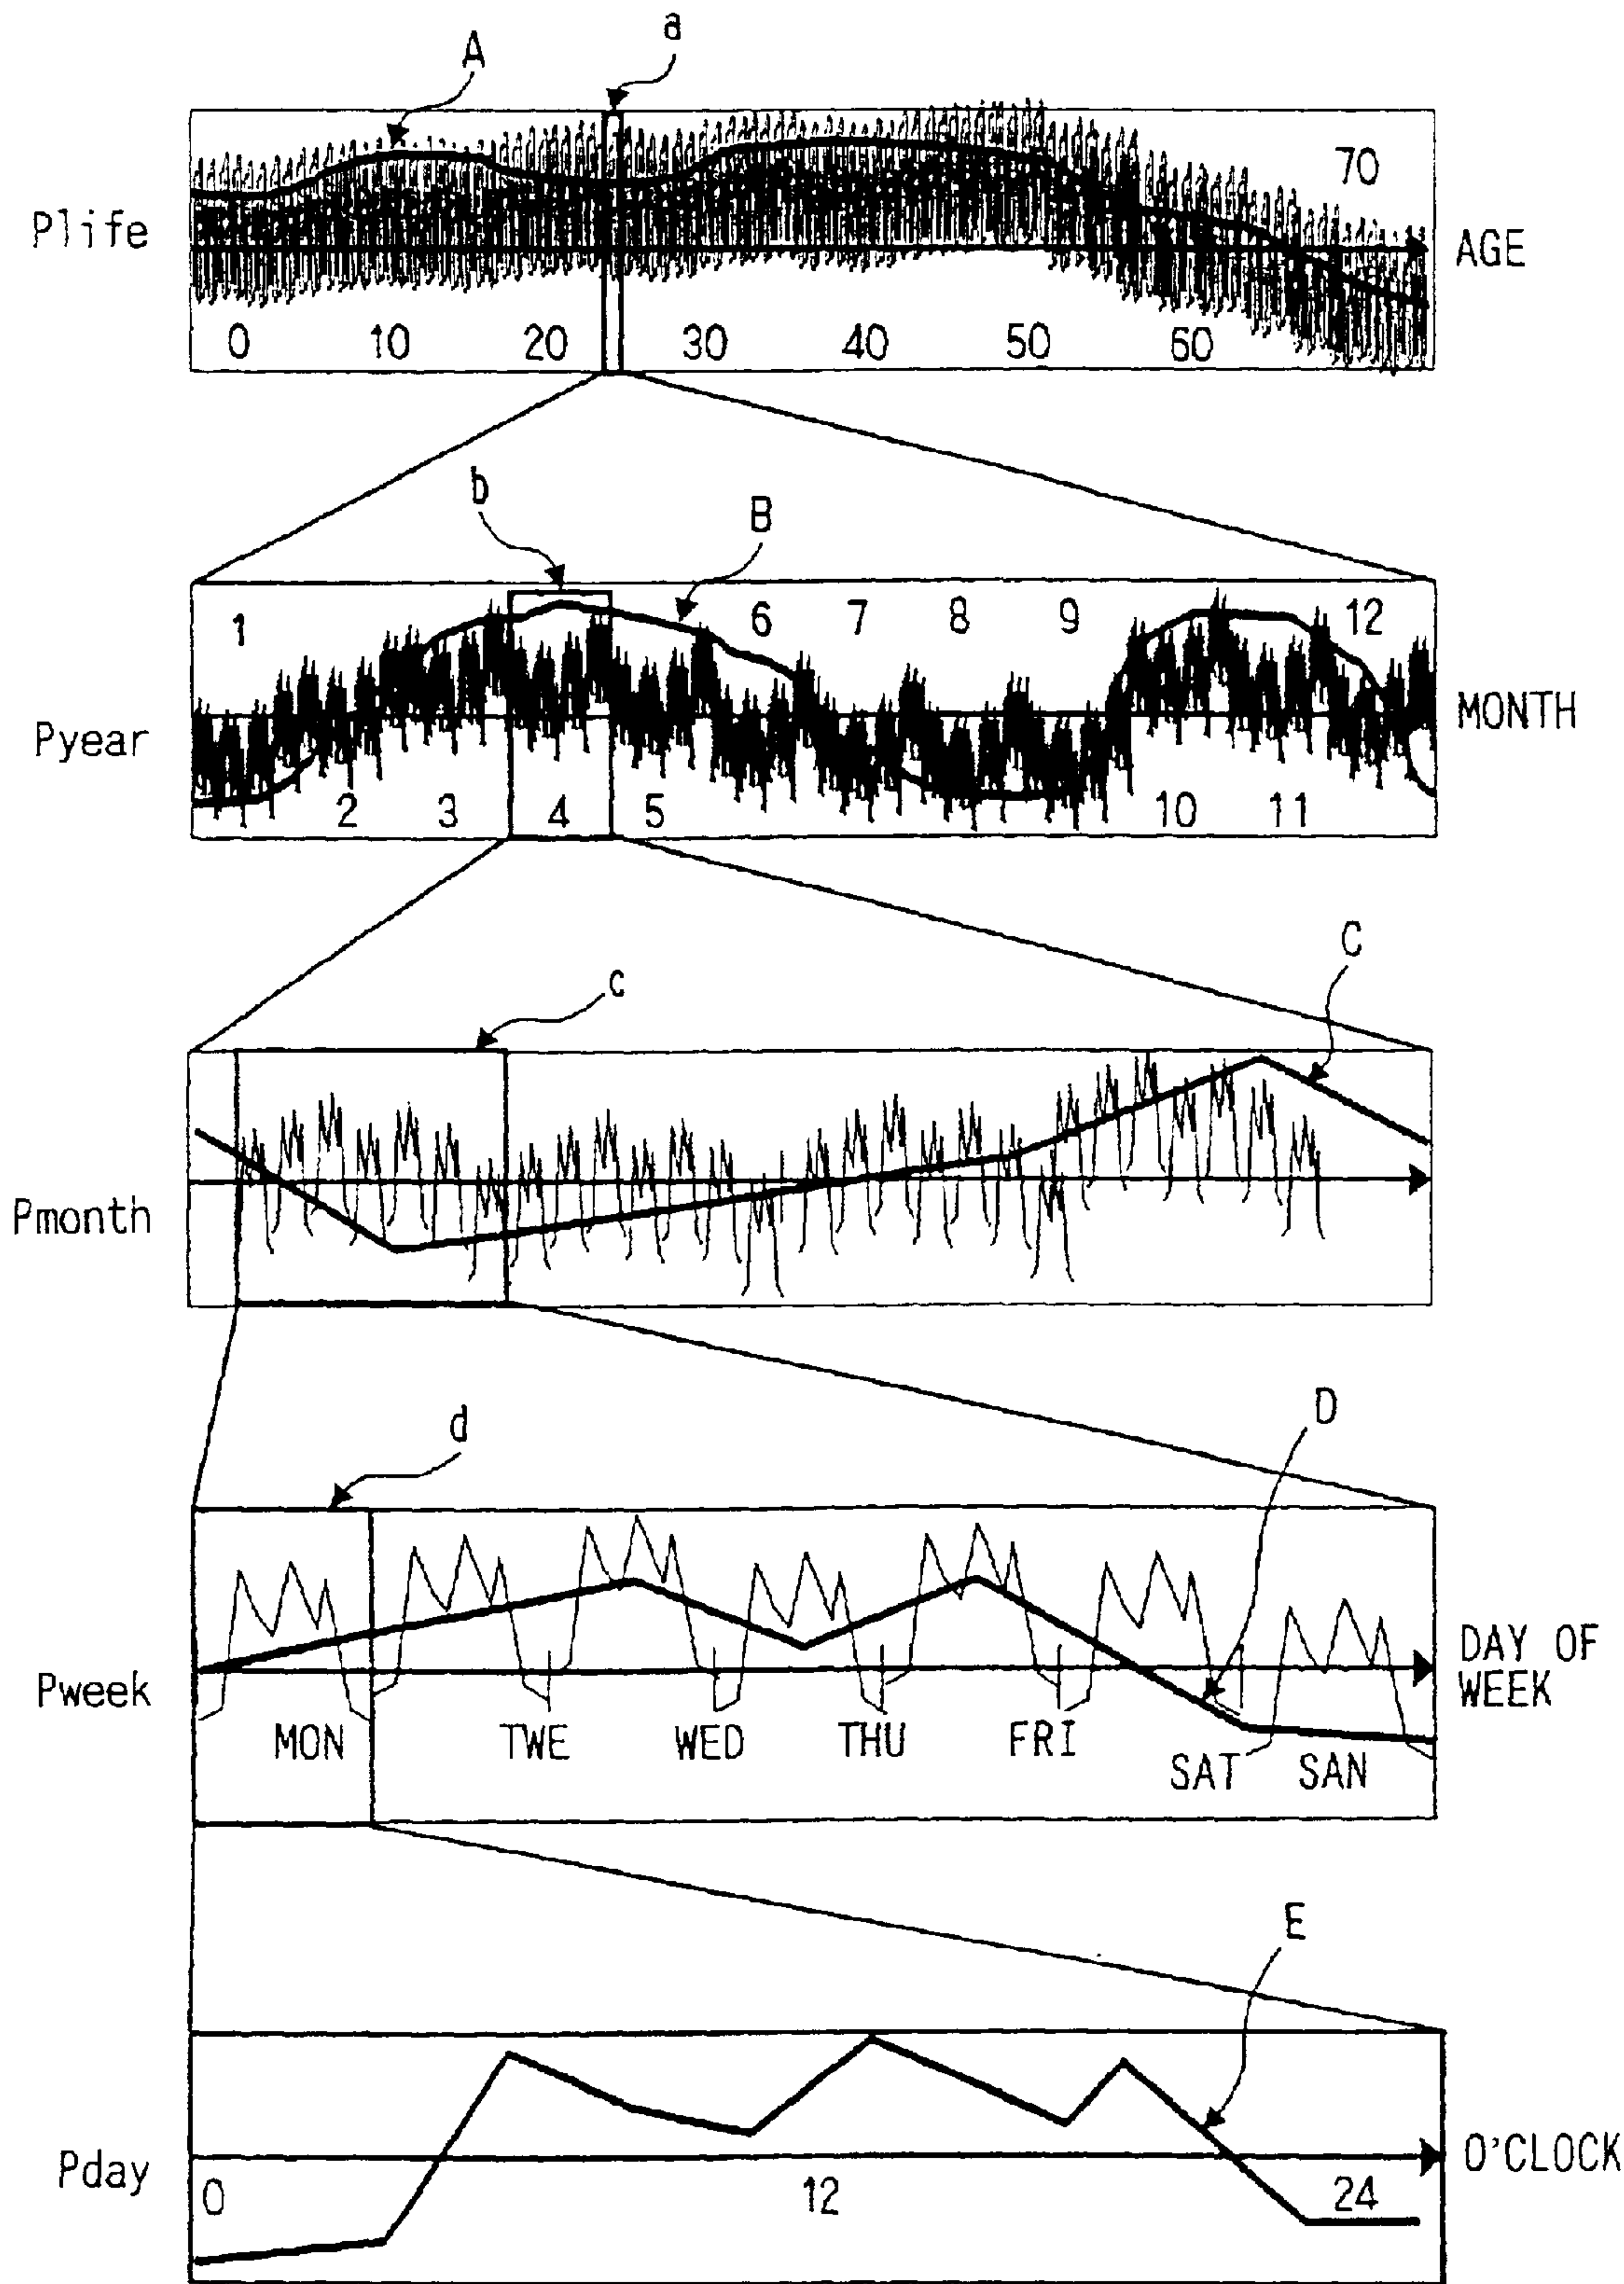 A a
70
Plife AGE
0 10 20 30 40 50 60
b B
1 6 7 8 9 12
Pyear MONTH
2 3 4 5 10 11
c C
Pmonth
d D
DAY OF
Pweek WEEK
MON TWE WED THU FRI SAT SAN
E
Pday O'CLOCK
0 12 24